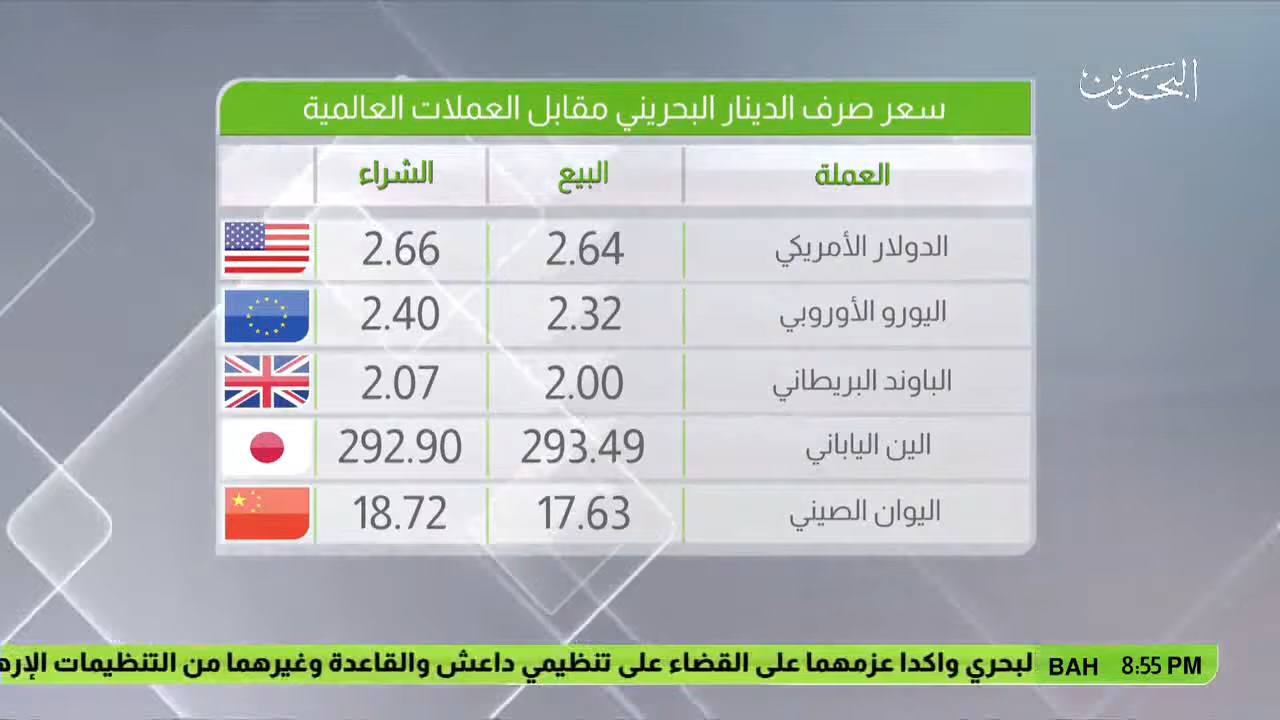 البحرين
سعر صرف الدينار البحريني مقابل العملات العالمية
العملة البيع الشراء
الدولار الأمريكي 2.64 2.66
اليورو الأوروبي 2.32 2.40
الباوند البريطاني 2.00 2.07
الين الياباني 293.49 292.90
اليوان الصيني 17.63 18.72
8:55 PM BAH لبحري واكدا عزمهما على القضاء على تنظيمي داعش والقاعدة وغيرهما من التنظيمات